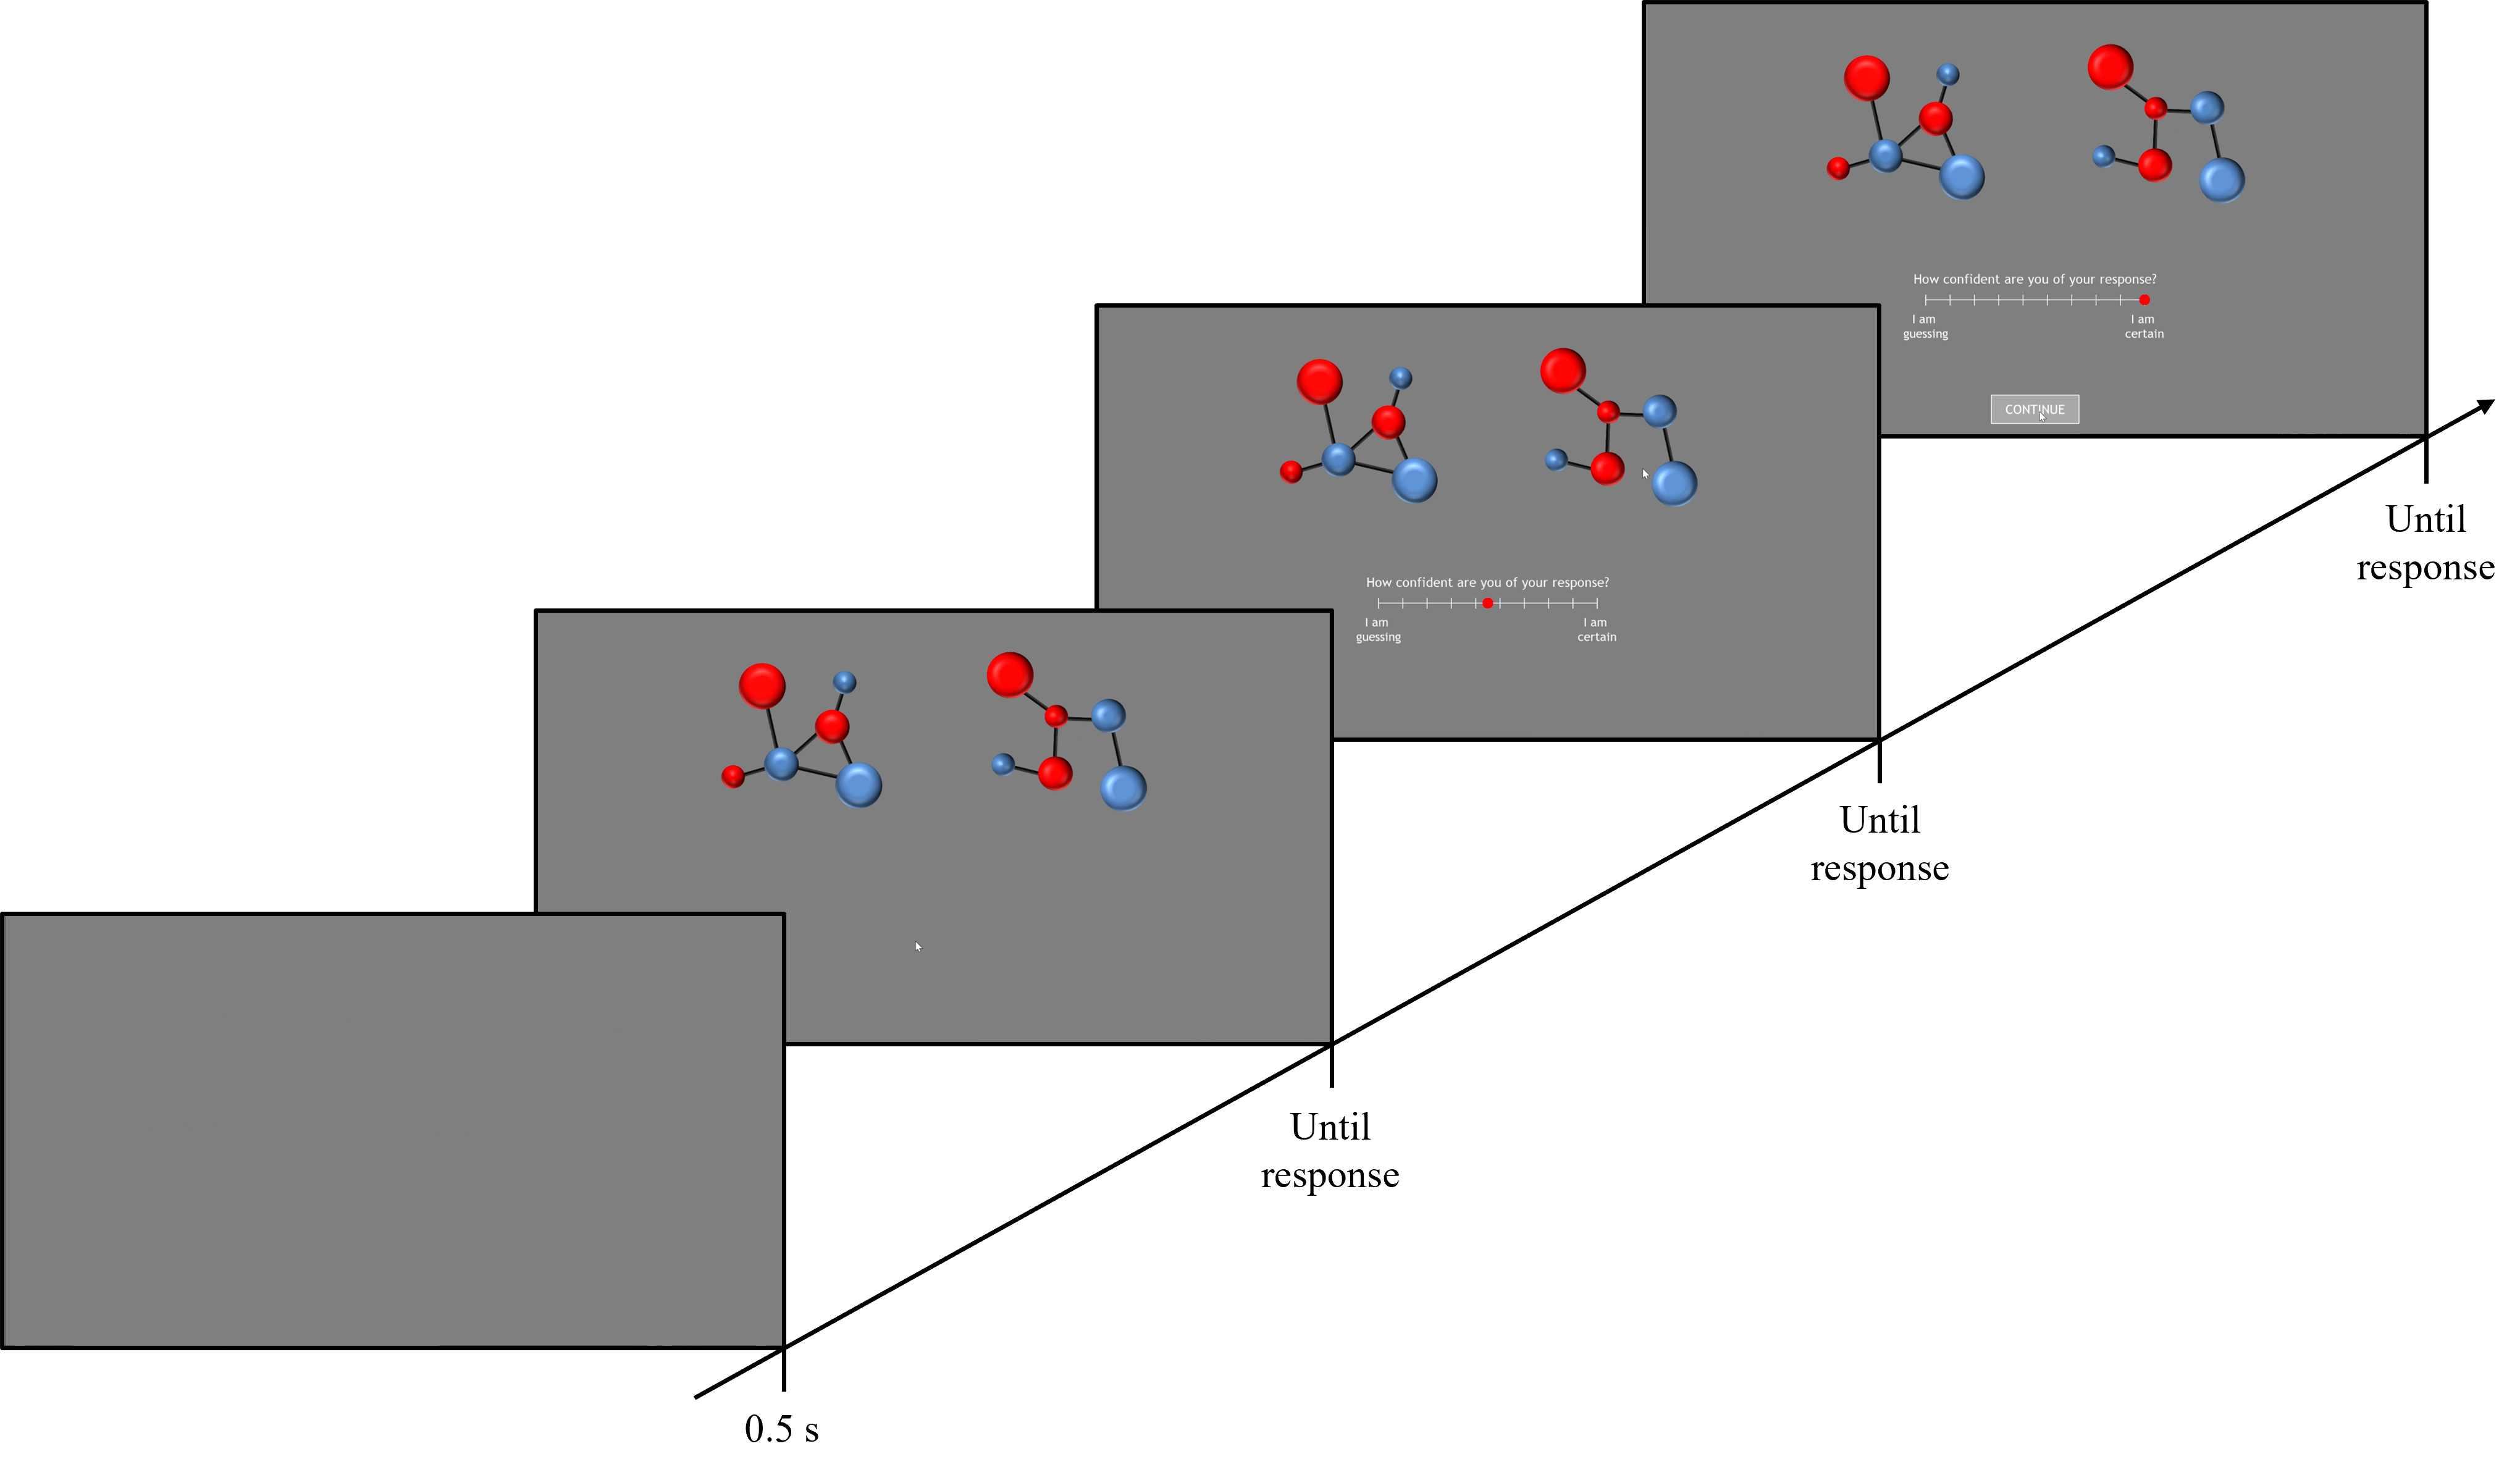 How confident are you of your response?
I am
guessing
I am
certain
CONTINUE
Until
response
How confident are you of your response?
I am
guessing
I am
certain
Until
response
Until
response
0.5 s